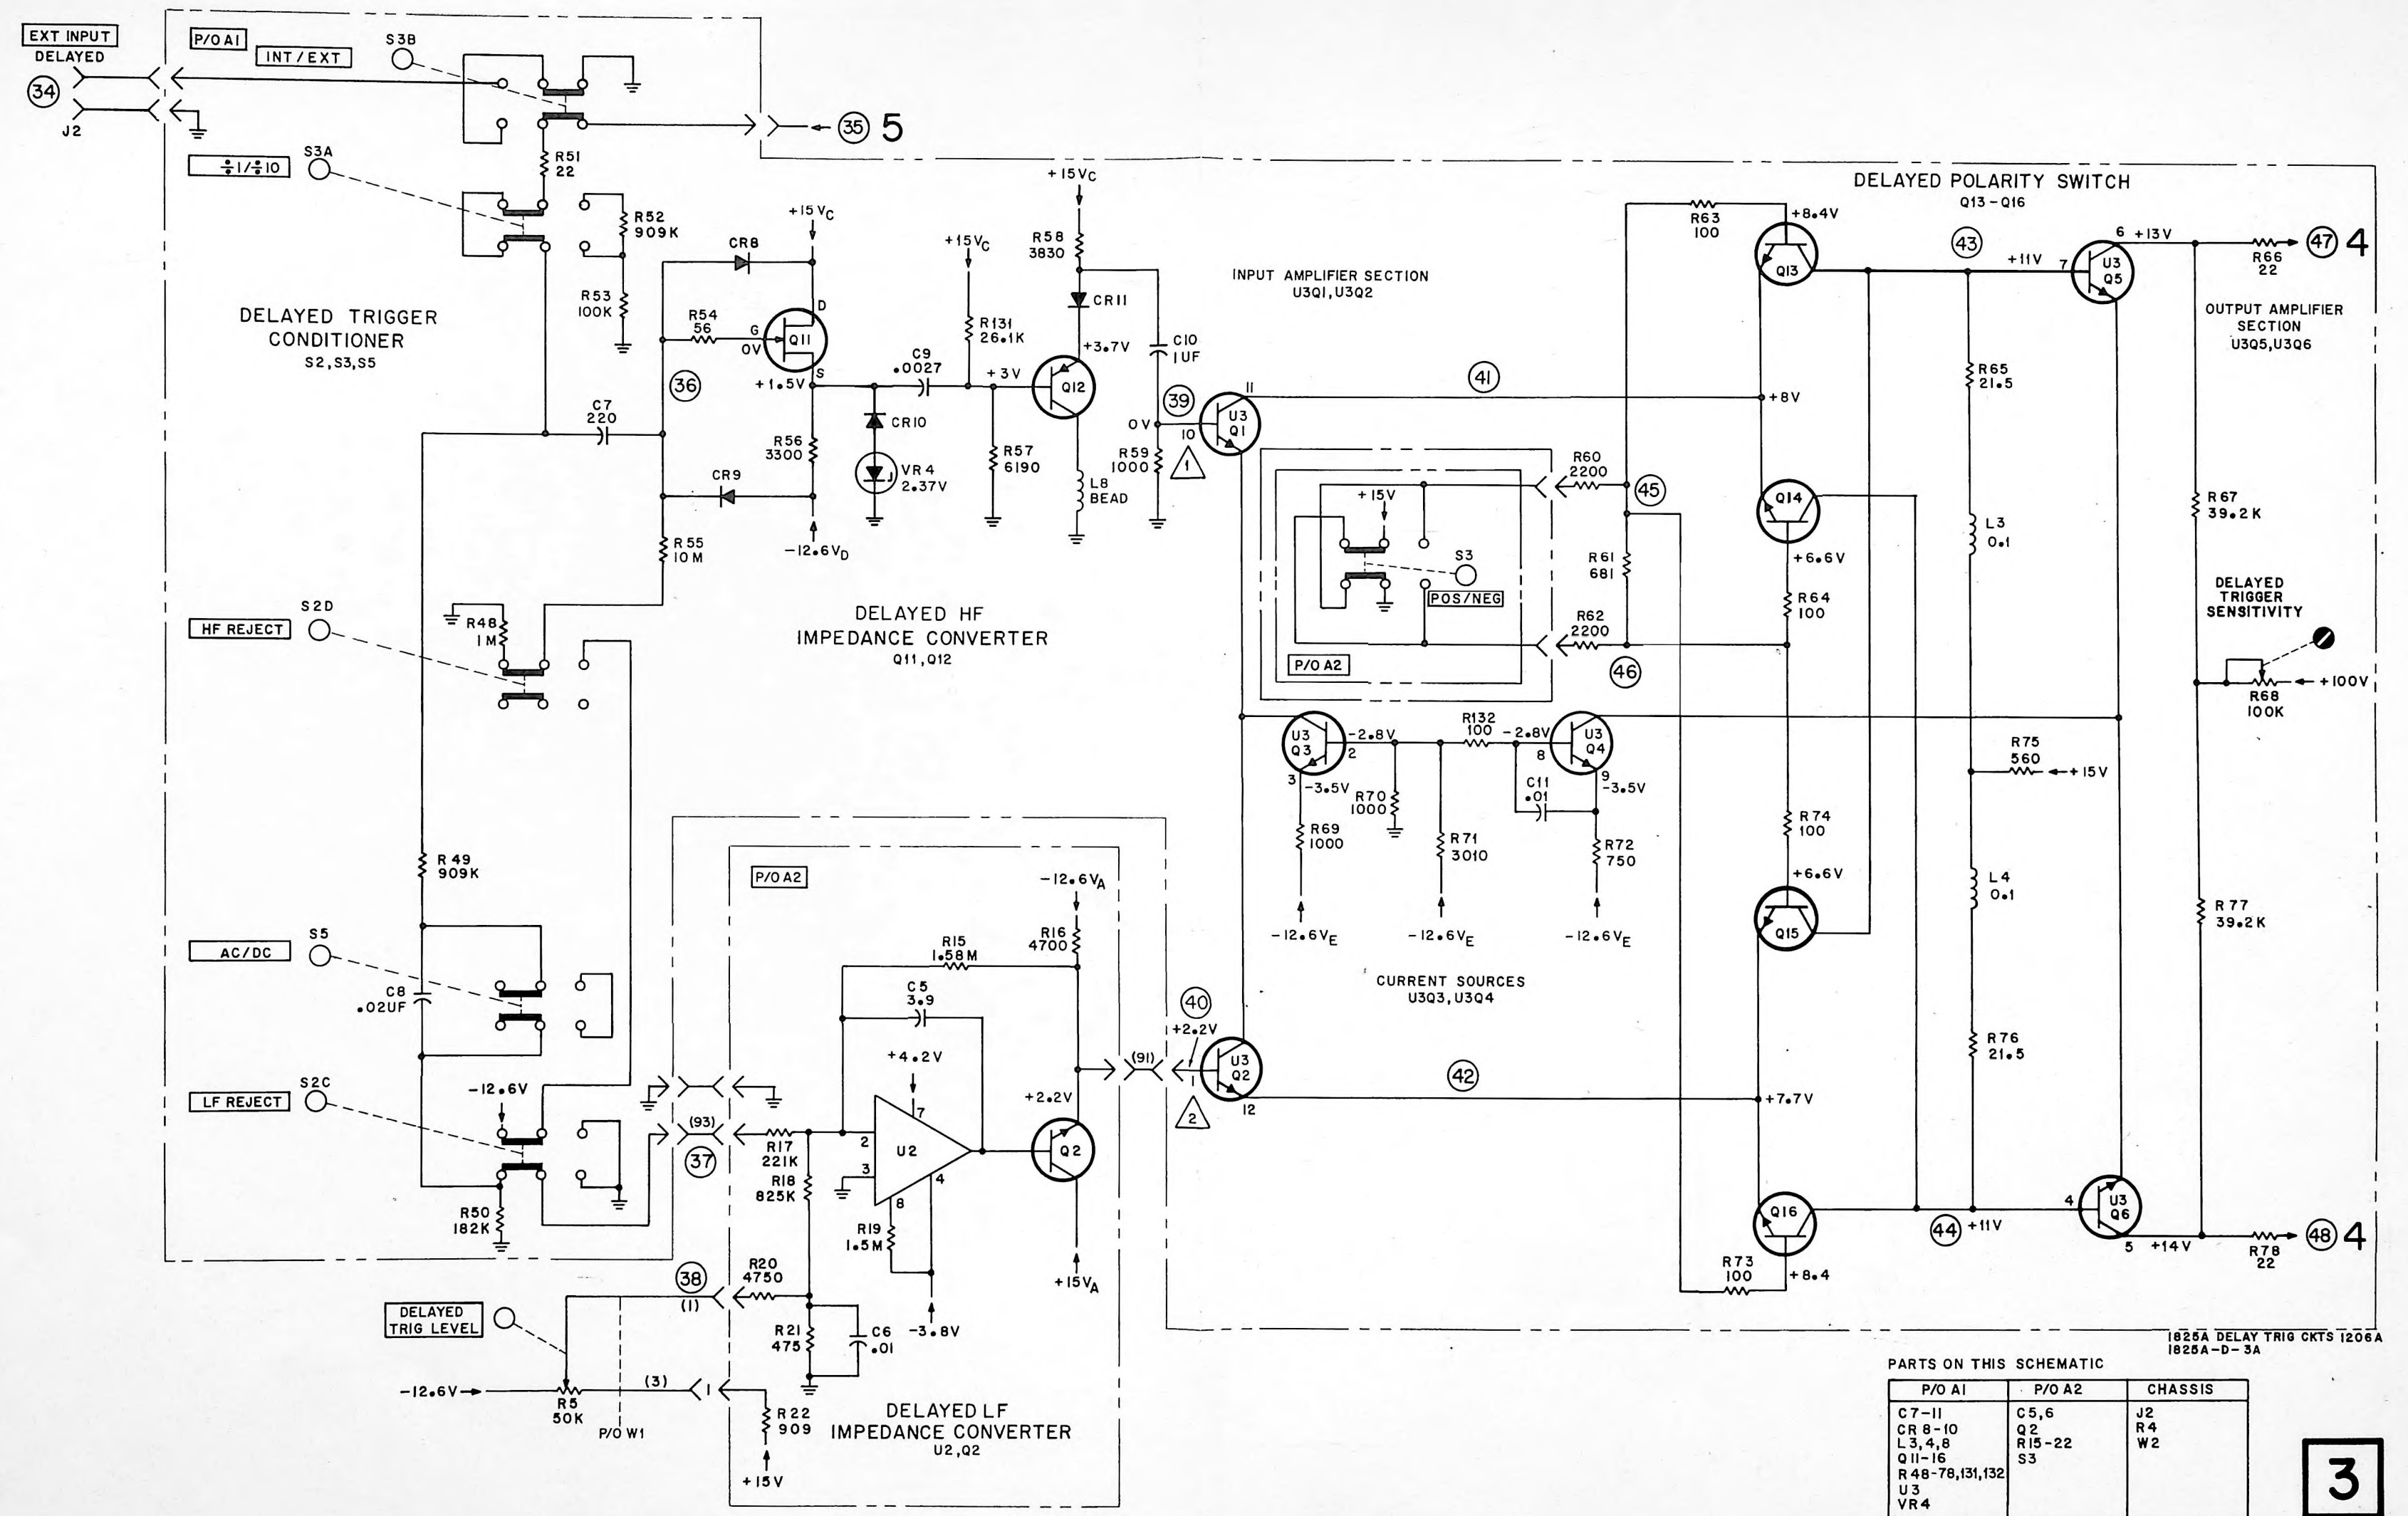 EXT INPUT
DELAYED
34
J2
P/O A1
INT/EXT
S3B
35 5
S3A
÷1/÷10
R51
22
R52
909K
R53
100K
DELAYED TRIGGER
CONDITIONER
S2,S3,S5
C7
220
36
CR8
+15VC
R54
56
G
0V
D
Q11
S
+1.5V
CR9
R56
3300
-12.6VD
R55
10M
C9
.0027
CR10
VR4
2.37V
+15VC
R131
26.1K
+3V
R57
6190
+15VC
R58
3830
CR11
+3.7V
Q12
L8
BEAD
C10
1UF
39
0V
10
R59
1000
1
DELAYED HF
IMPEDANCE CONVERTER
Q11,Q12
S2D
HF REJECT
R48
1M
R49
909K
S5
AC/DC
C8
.02UF
S2C
LF REJECT
-12.6V
R50
182K
(93)
37
P/O A2
-12.6VA
R16
4700
R15
1.58M
C5
3.9
+4.2V
7
2
3
U2
4
8
R17
221K
R18
825K
R19
1.5M
-3.8V
+2.2V
Q2
+15VA
(91)
38
(1)
R20
4750
R21
475
C6
.01
DELAYED
TRIG LEVEL
-12.6V
R5
50K
(3)
P/O W1
1
R22
909
+15V
DELAYED LF
IMPEDANCE CONVERTER
U2,Q2
INPUT AMPLIFIER SECTION
U3Q1,U3Q2
11
U3
Q1
41
+15V
S3
POS/NEG
P/O A2
R60
2200
45
R61
681
R62
2200
46
U3
Q3
-2.8V
2
3
-3.5V
R69
1000
-12.6VE
R70
1000
R132
100
R71
3010
-12.6VE
-2.8V
8
U3
Q4
9
-3.5V
C11
.01
R72
750
-12.6VE
CURRENT SOURCES
U3Q3,U3Q4
40
+2.2V
U3
Q2
12
2
42
DELAYED POLARITY SWITCH
Q13-Q16
R63
100
+8.4V
Q13
43
+11V
7
6
+13V
U3
Q5
R66
22
47 4
OUTPUT AMPLIFIER
SECTION
U3Q5,U3Q6
+8V
R65
21.5
Q14
+6.6V
R64
100
L3
0.1
R67
39.2K
DELAYED
TRIGGER
SENSITIVITY
R68
100K
+100V
R75
560
+15V
R74
100
+6.6V
Q15
L4
0.1
R77
39.2K
R76
21.5
+7.7V
Q16
R73
100
+8.4
44
+11V
4
U3
Q6
5
+14V
R78
22
48 4
1825A DELAY TRIG CKTS 1206A
1825A-D-3A
PARTS ON THIS SCHEMATIC
P/O A1 P/O A2 CHASSIS
C7-11 C5,6 J2
CR8-10 Q2 R4
L3,4,8 R15-22 W2
Q11-16 S3
R48-78,131,132
U3
VR4
3